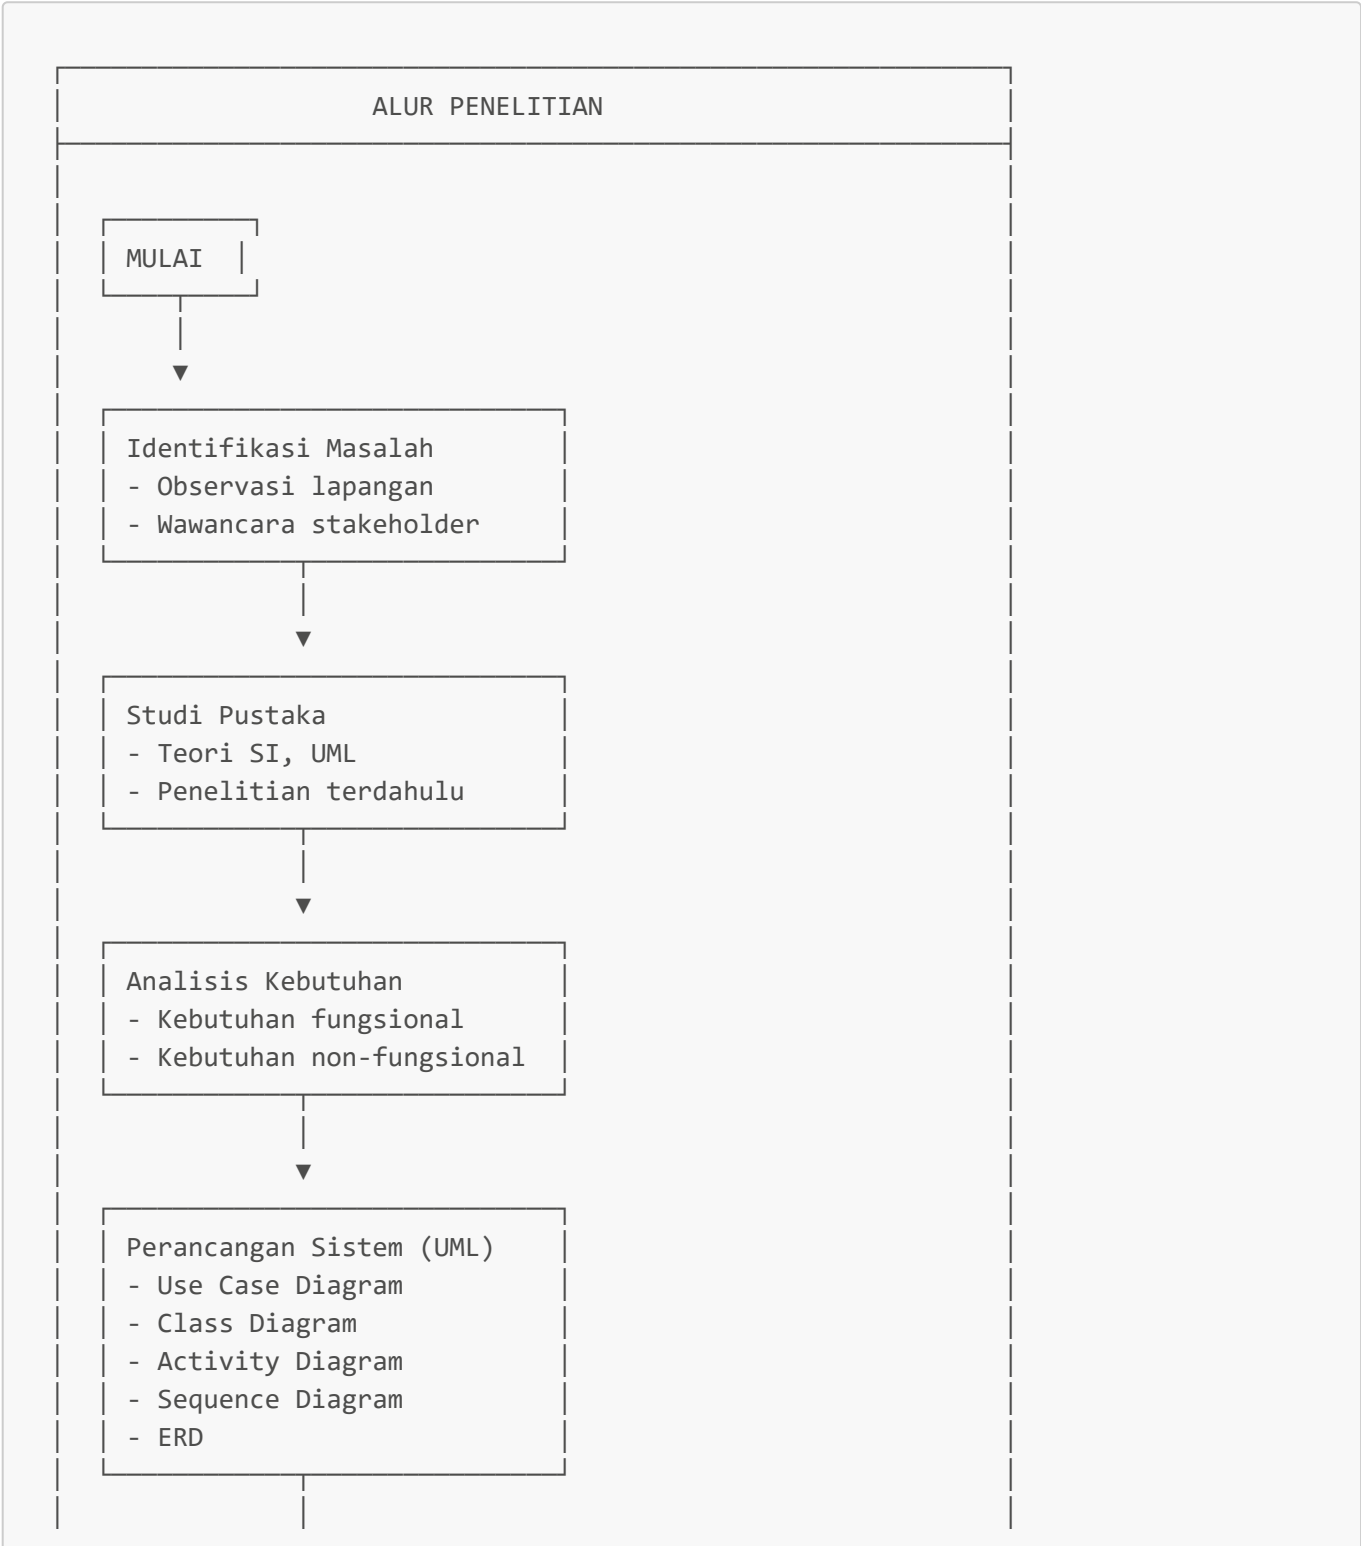 ALUR PENELITIAN
MULAI
Identifikasi Masalah
- Observasi lapangan
- Wawancara stakeholder
Studi Pustaka
- Teori SI, UML
- Penelitian terdahulu
Analisis Kebutuhan
- Kebutuhan fungsional
- Kebutuhan non-fungsional
Perancangan Sistem (UML)
- Use Case Diagram
- Class Diagram
- Activity Diagram
- Sequence Diagram
- ERD